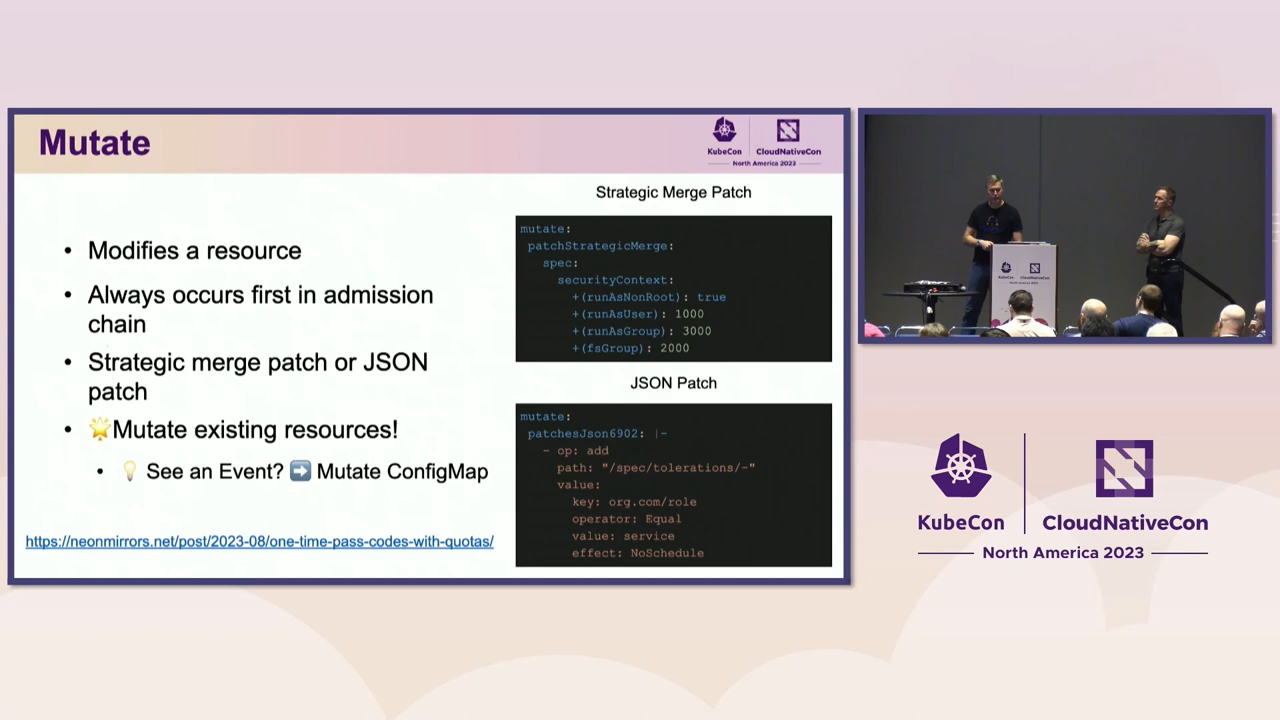 Mutate
KubeCon
CloudNativeCon
North America 2023
• Modifies a resource
• Always occurs first in admission
chain
• Strategic merge patch or JSON
patch
• 🌟Mutate existing resources!
• 💡 See an Event? ➡️ Mutate ConfigMap
https://neonmirrors.net/post/2023-08/one-time-pass-codes-with-quotas/
Strategic Merge Patch
mutate:
patchStrategicMerge:
spec:
securityContext:
+(runAsNonRoot): true
+(runAsUser): 1000
+(runAsGroup): 3000
+(fsGroup): 2000
JSON Patch
mutate:
patchesJson6902: |-
- op: add
path: "/spec/tolerations/-"
value:
key: org.com/role
operator: Equal
value: service
effect: NoSchedule
KubeCon
CloudNativeCon
KubeCon
CloudNativeCon
North America 2023